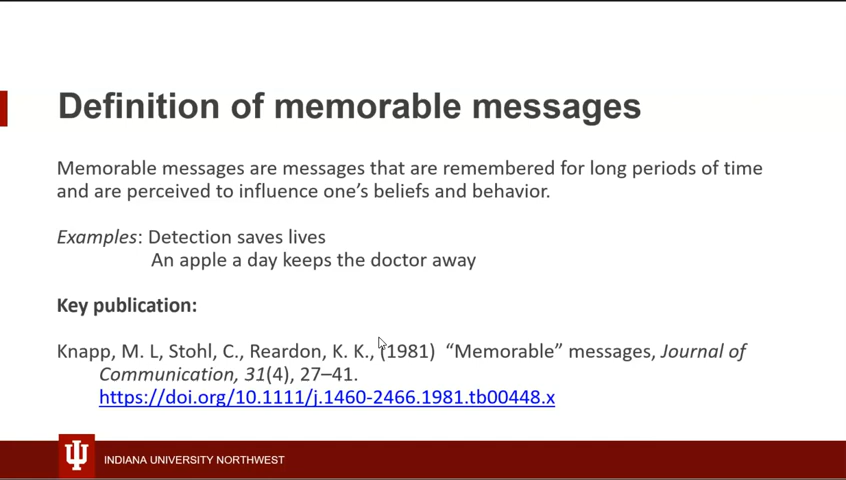 Definition of memorable messages
Memorable messages are messages that are remembered for long periods of time
and are perceived to influence one’s beliefs and behavior.
Examples: Detection saves lives
An apple a day keeps the doctor away
Key publication:
Knapp, M. L, Stohl, C., Reardon, K. K., (1981) “Memorable” messages, Journal of
Communication, 31(4), 27–41.
https://doi.org/10.1111/j.1460-2466.1981.tb00448.x
INDIANA UNIVERSITY NORTHWEST